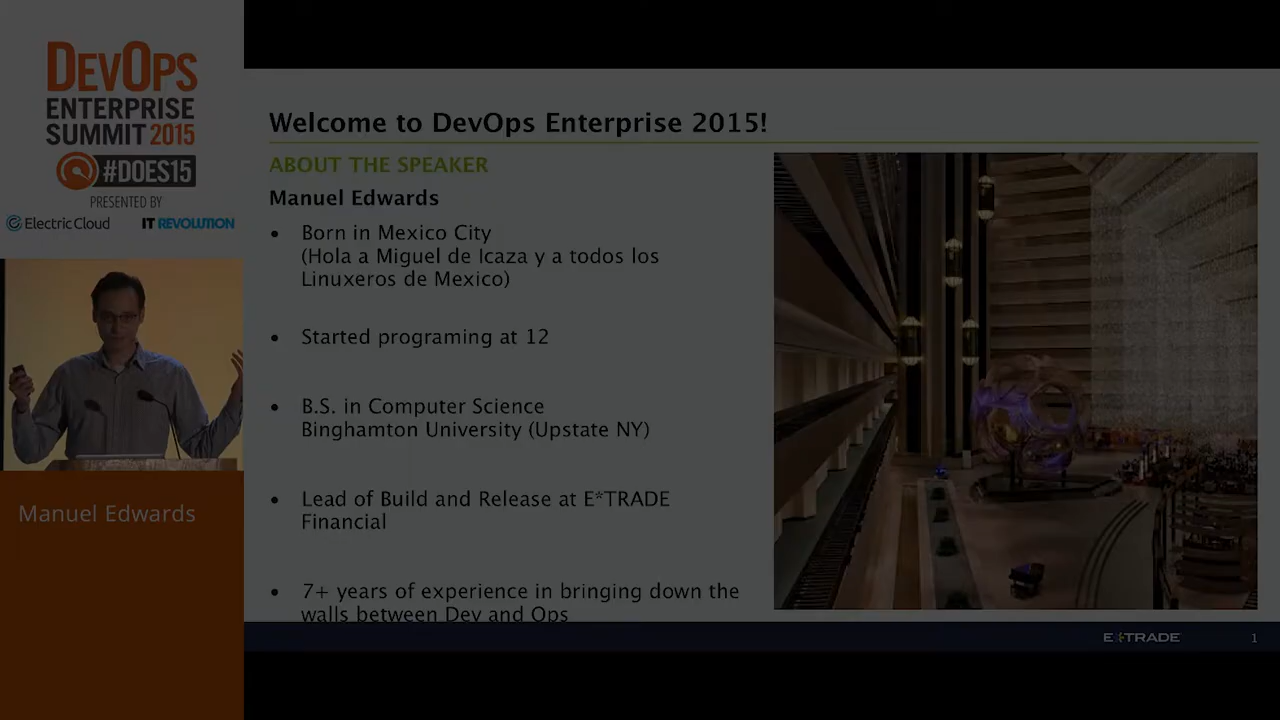 DEVOPS
ENTERPRISE
SUMMIT 2015
#DOES15
PRESENTED BY
ElectricCloud IT REVOLUTION
Manuel Edwards
Welcome to DevOps Enterprise 2015!
ABOUT THE SPEAKER
Manuel Edwards
• Born in Mexico City
(Hola a Miguel de Icaza y a todos los
Linuxeros de Mexico)
• Started programing at 12
• B.S. in Computer Science
Binghamton University (Upstate NY)
• Lead of Build and Release at E*TRADE
Financial
• 7+ years of experience in bringing down the
walls between Dev and Ops
E*TRADE 1